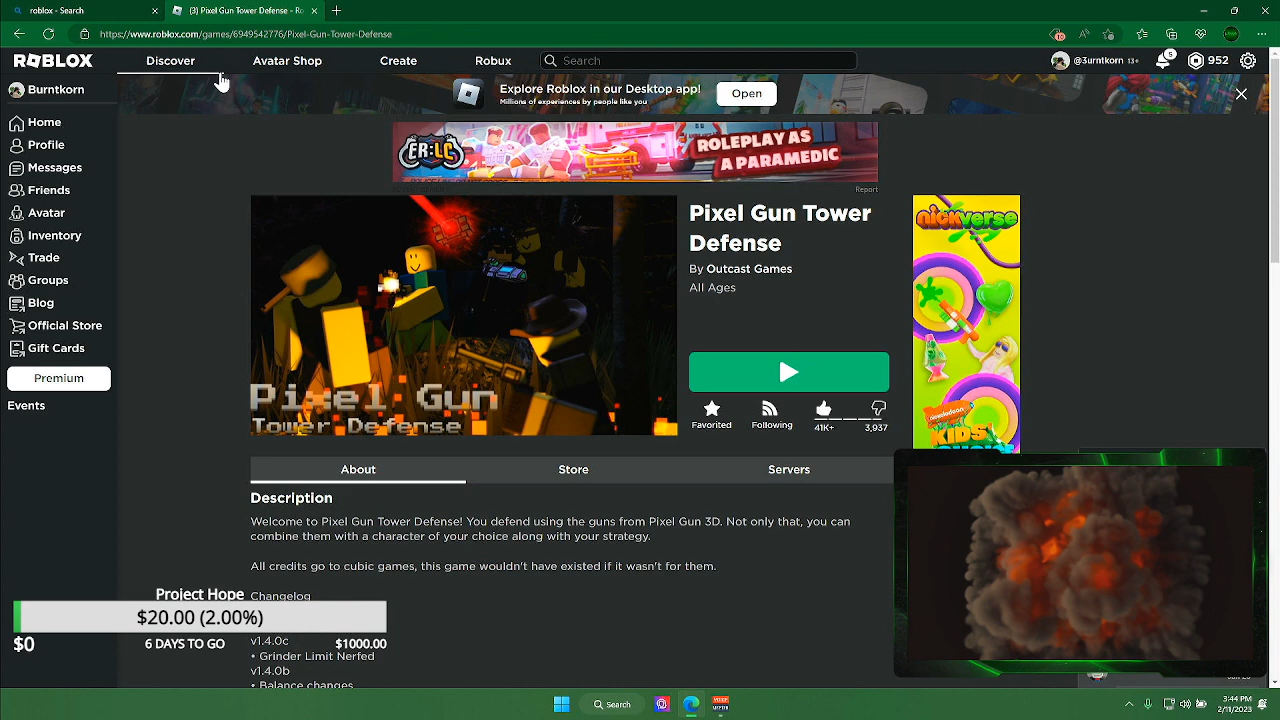 roblox - Search
(3) Pixel Gun Tower Defense - Ro
https://www.roblox.com/games/6949542776/Pixel-Gun-Tower-Defense
ROBLOX
Discover
Avatar Shop
Create
Robux
Search
@Burntkorn 13+
5
952
Burntkorn
Explore Roblox in our Desktop app!
Millions of experiences by people like you
Open
Home
Profile
Messages
Friends
Avatar
Inventory
Trade
Groups
Blog
Official Store
Gift Cards
Premium
Events
ER:LC
ROLEPLAY AS
A PARAMEDIC
Report
Pixel Gun
Tower Defense
Pixel Gun Tower
Defense
By Outcast Games
All Ages
Favorited
Following
41K+
3,937
nickverse
nickelodeon
KIDS'
CHOICE
About
Store
Servers
Description
Welcome to Pixel Gun Tower Defense! You defend using the guns from Pixel Gun 3D. Not only that, you can
combine them with a character of your choice along with your strategy.
All credits go to cubic games, this game wouldn't have existed if it wasn't for them.
Changelog
v1.4.0c
• Grinder Limit Nerfed
v1.4.0b
• Balance changes
Project Hope
$20.00 (2.00%)
$0
6 DAYS TO GO
$1000.00
Search
3:44 PM
2/17/2023